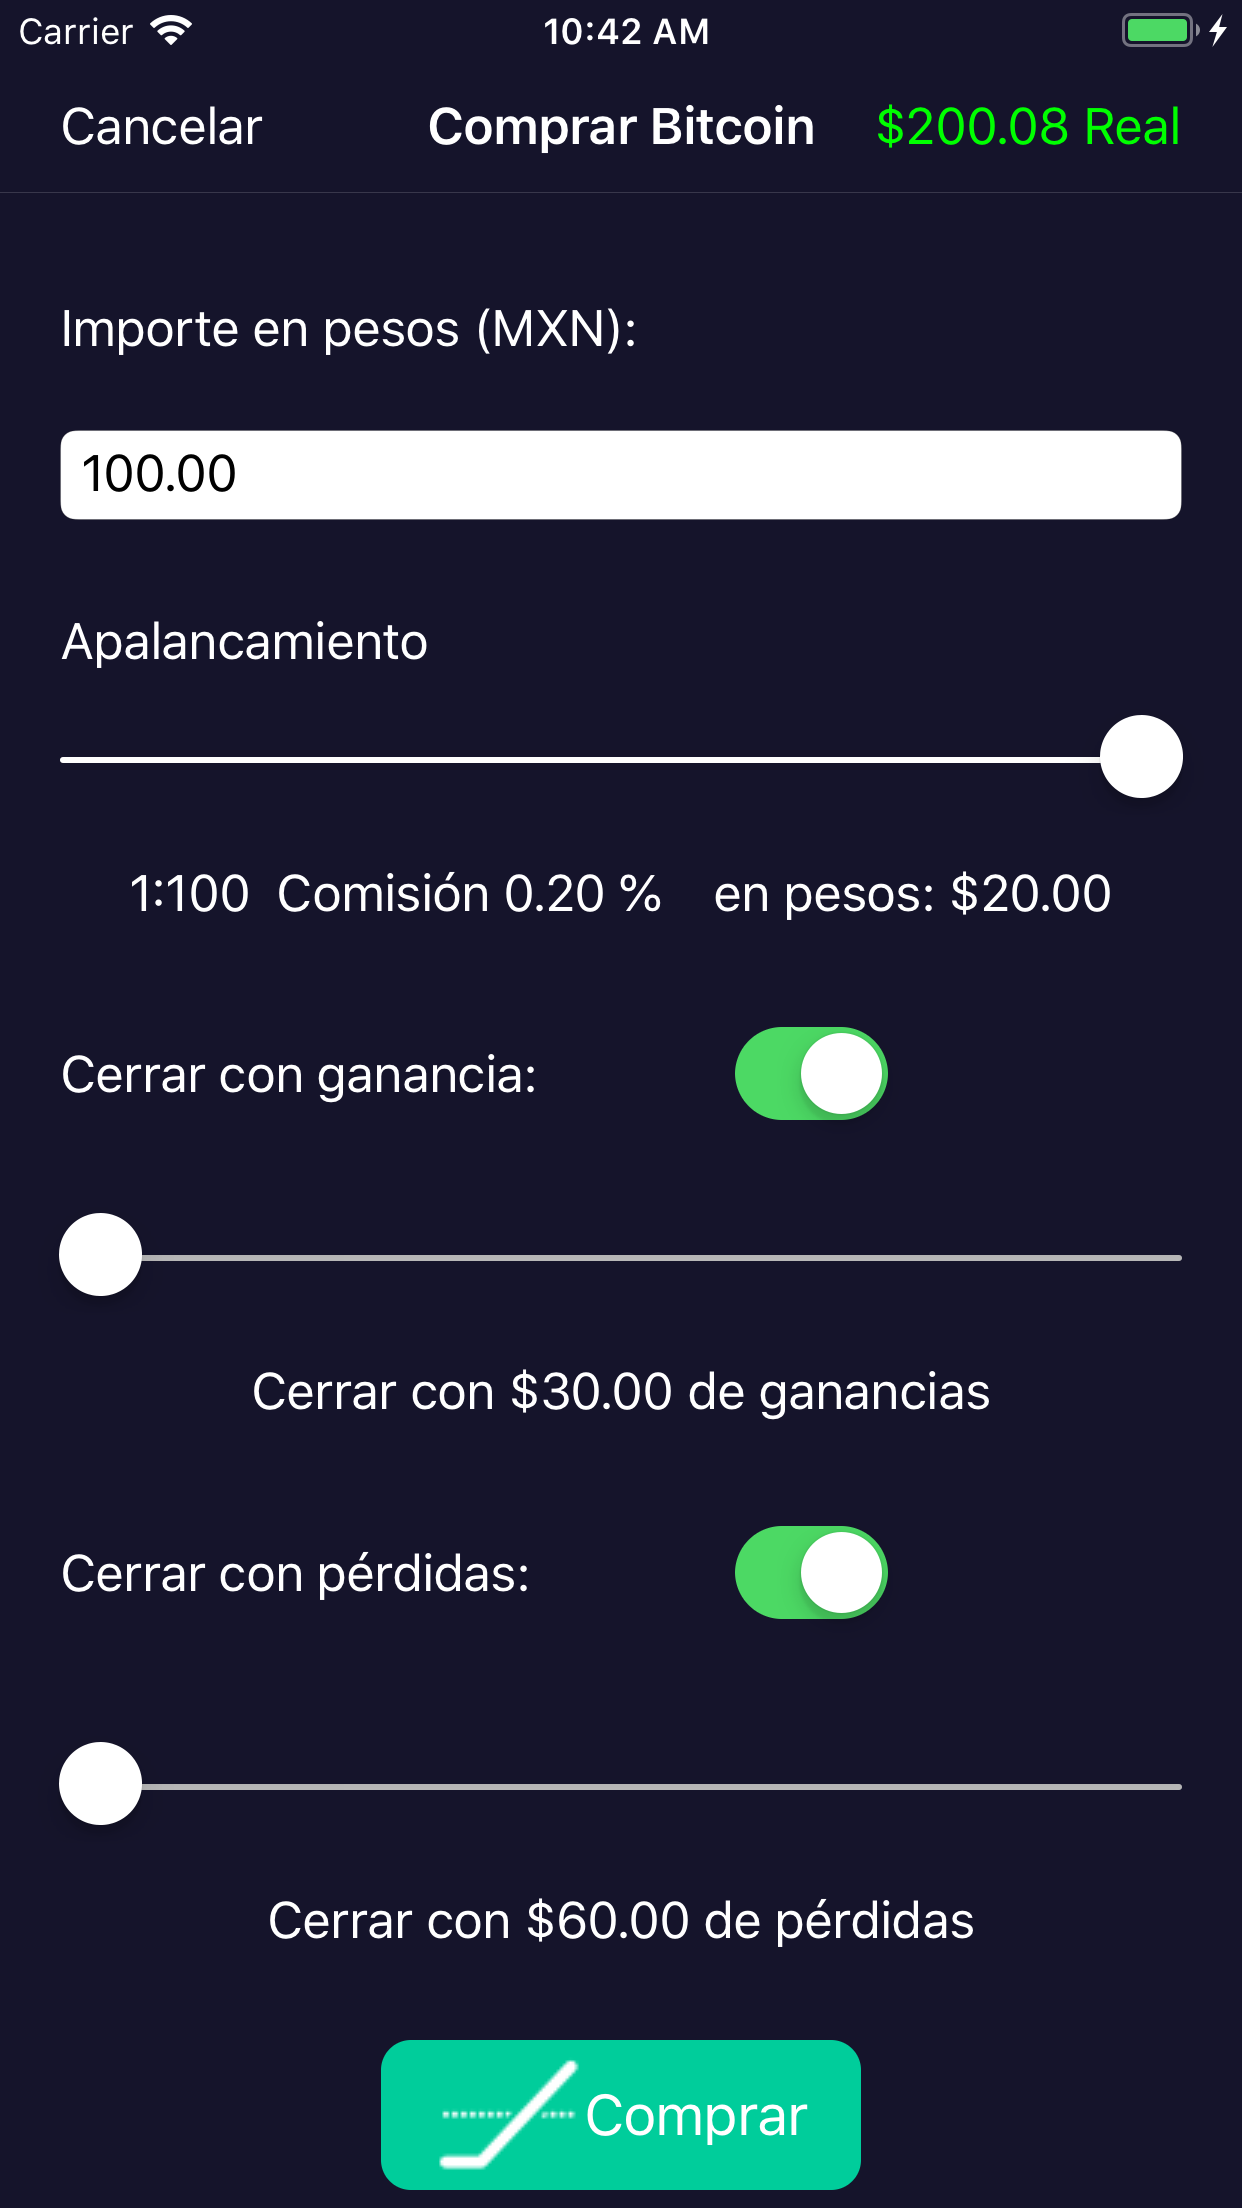 Carrier 10:42 AM
Cancelar Comprar Bitcoin $200.08 Real
Importe en pesos (MXN):
100.00
Apalancamiento
1:100 Comisión 0.20 % en pesos: $20.00
Cerrar con ganancia:
Cerrar con $30.00 de ganancias
Cerrar con pérdidas:
Cerrar con $60.00 de pérdidas
Comprar